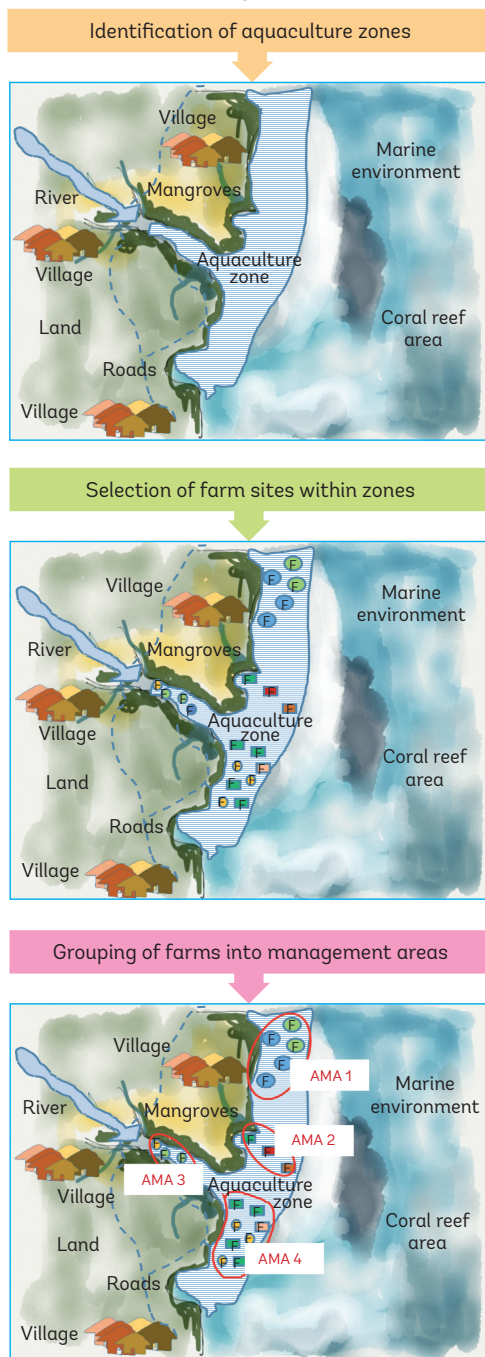 Identification of aquaculture zones
Village
Marine
environment
River
Mangroves
Aquaculture
zone
Village
Land
Coral reef
area
Roads
Village
Selection of farm sites within zones
F
F
Village
F
F
Marine
environment
F
F
River
Mangroves
F
F
F
F
F
F
F
Aquaculture
zone
Village
F
F
F
F
F
Coral reef
area
Land
F
F
F
F
Roads
Village
Grouping of farms into management areas
F
F
Village
F
F
F
AMA 1
Marine
environment
River
Mangroves
F
F
AMA 2
F
F
F
F
AMA 3
Village
Aquaculture
zone
F
F
F
F
Land
Coral reef
area
F
F
F
F
AMA 4
Roads
Village